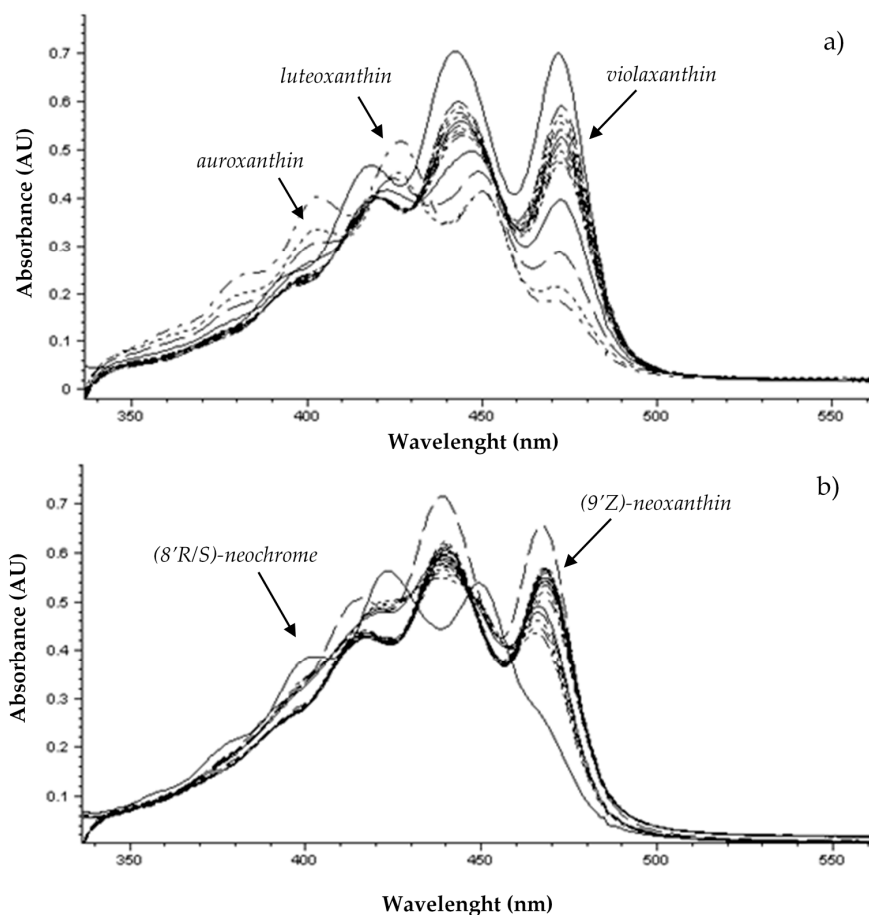 a)
luteoxanthin
violaxanthin
auroxanthin
Absorbance (AU)
0.7
0.6
0.5
0.4
0.3
0.2
0.1
0
350
400
450
500
550
Wavelenght (nm)
b)
(9'Z)-neoxanthin
(8'R/S)-neochrome
Absorbance (AU)
0.7
0.6
0.5
0.4
0.3
0.2
0.1
350
400
450
500
550
Wavelenght (nm)